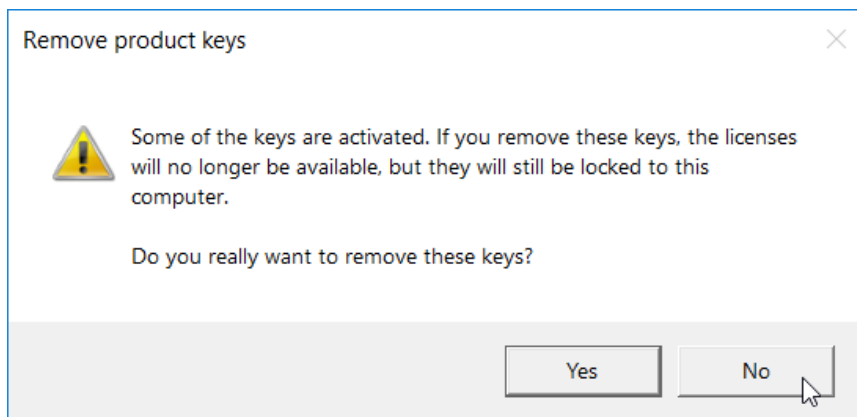 Remove product keys
Some of the keys are activated. If you remove these keys, the licenses
will no longer be available, but they will still be locked to this
computer.
Do you really want to remove these keys?
Yes
No